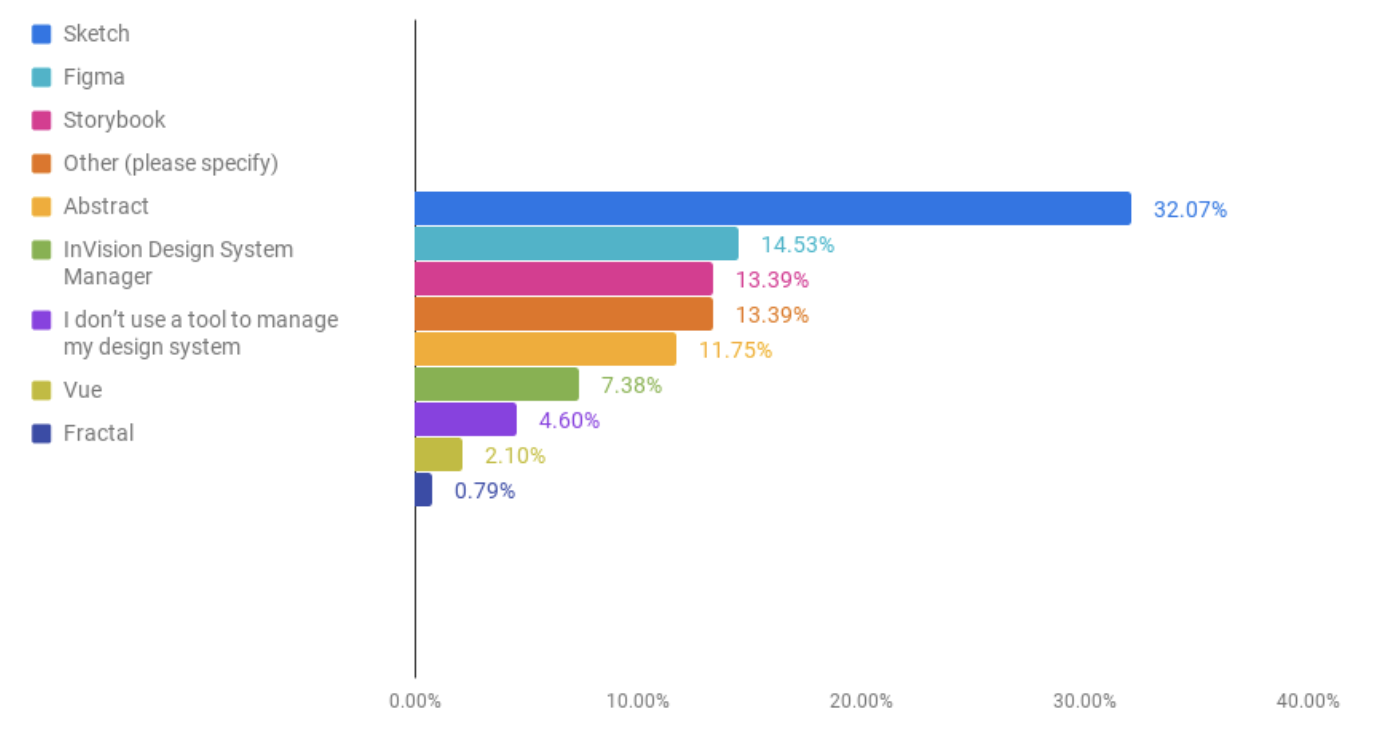 Sketch
Figma
Storybook
Other (please specify)
Abstract
InVision Design System
Manager
I don’t use a tool to manage
my design system
Vue
Fractal
32.07%
14.53%
13.39%
13.39%
11.75%
7.38%
4.60%
2.10%
0.79%
0.00% 10.00% 20.00% 30.00% 40.00%